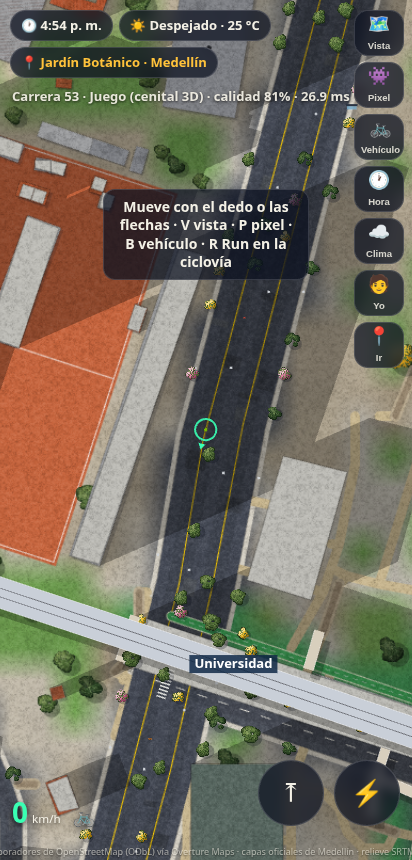 🕐 4:54 p. m.
☀️ Despejado · 25 °C
📍 Jardín Botánico · Medellín
Carrera 53 · Juego (cenital 3D) · calidad 81% · 26.9 ms
Vista
Pixel
Vehículo
Hora
Clima
Yo
Ir
Mueve con el dedo o las
flechas · V vista · P pixel ·
B vehículo · R Run en la
ciclovía
Universidad
0 km/h
boradores de OpenStreetMap (ODbL) vía Overture Maps · capas oficiales de Medellín · relieve SRTM